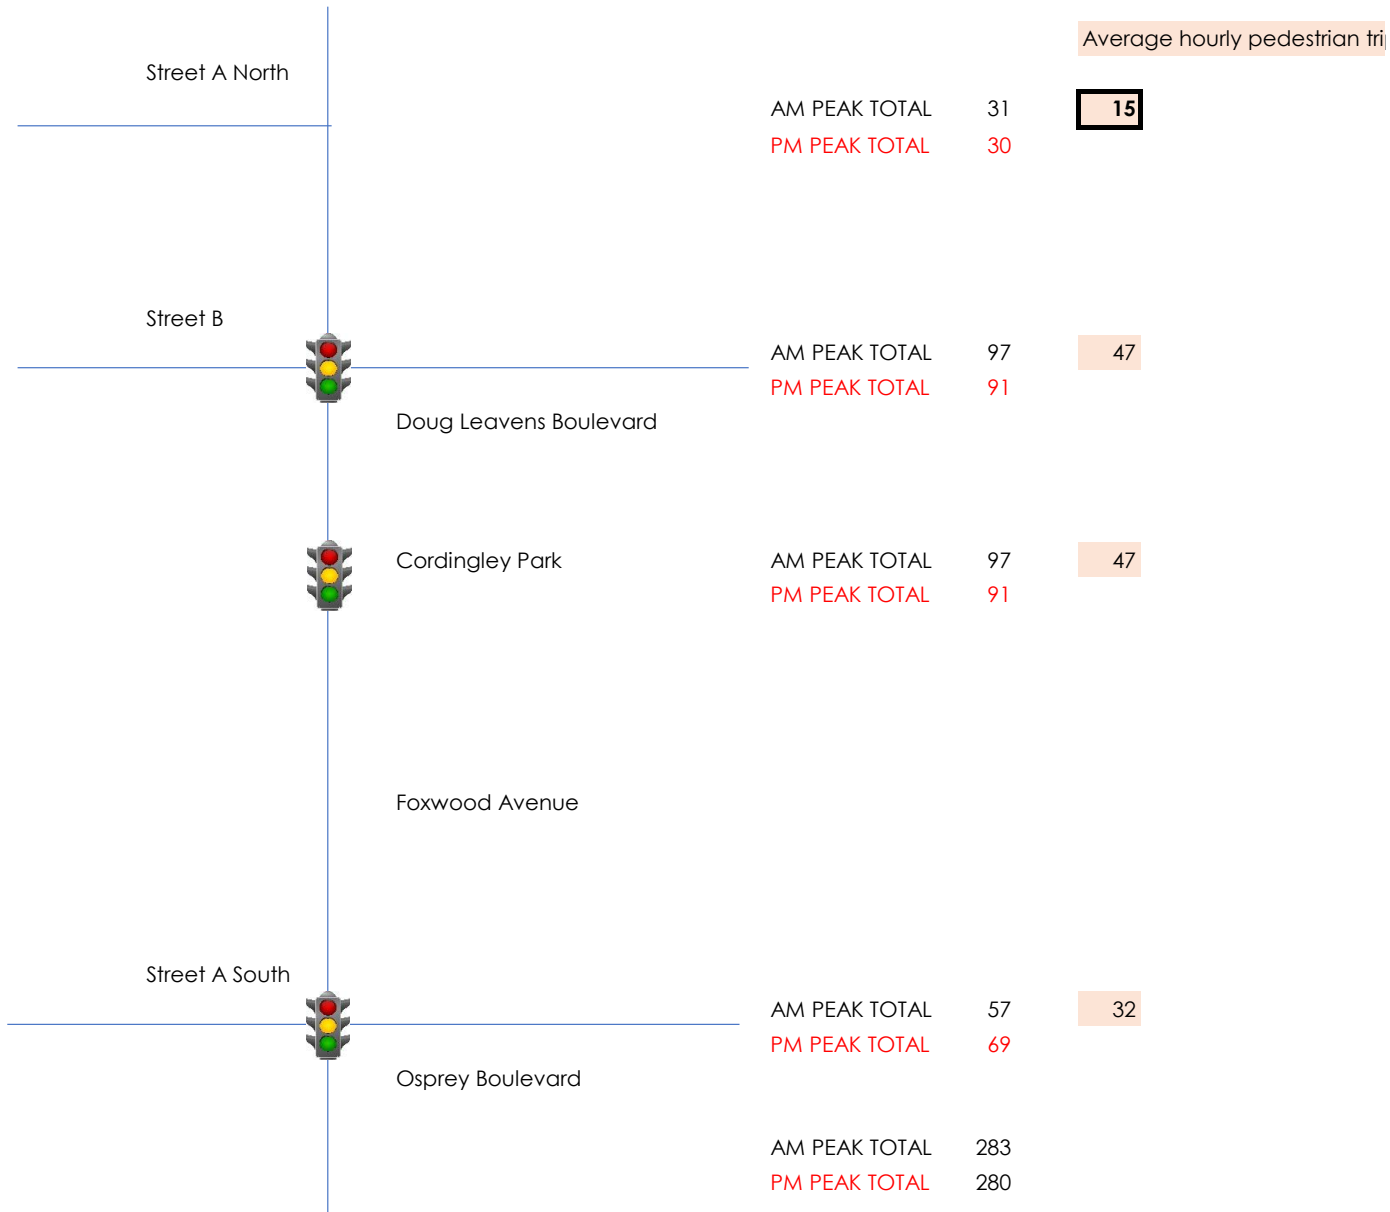 Average hourly pedestrian
Street A North
AM PEAK TOTAL 31 15
PM PEAK TOTAL 30
Street B
AM PEAK TOTAL 97 47
PM PEAK TOTAL 91
Doug Leavens Boulevard
Cordingley Park AM PEAK TOTAL 97 47
PM PEAK TOTAL 91
Foxwood Avenue
Street A South
AM PEAK TOTAL 57 32
PM PEAK TOTAL 69
Osprey Boulevard
AM PEAK TOTAL 283
PM PEAK TOTAL 280